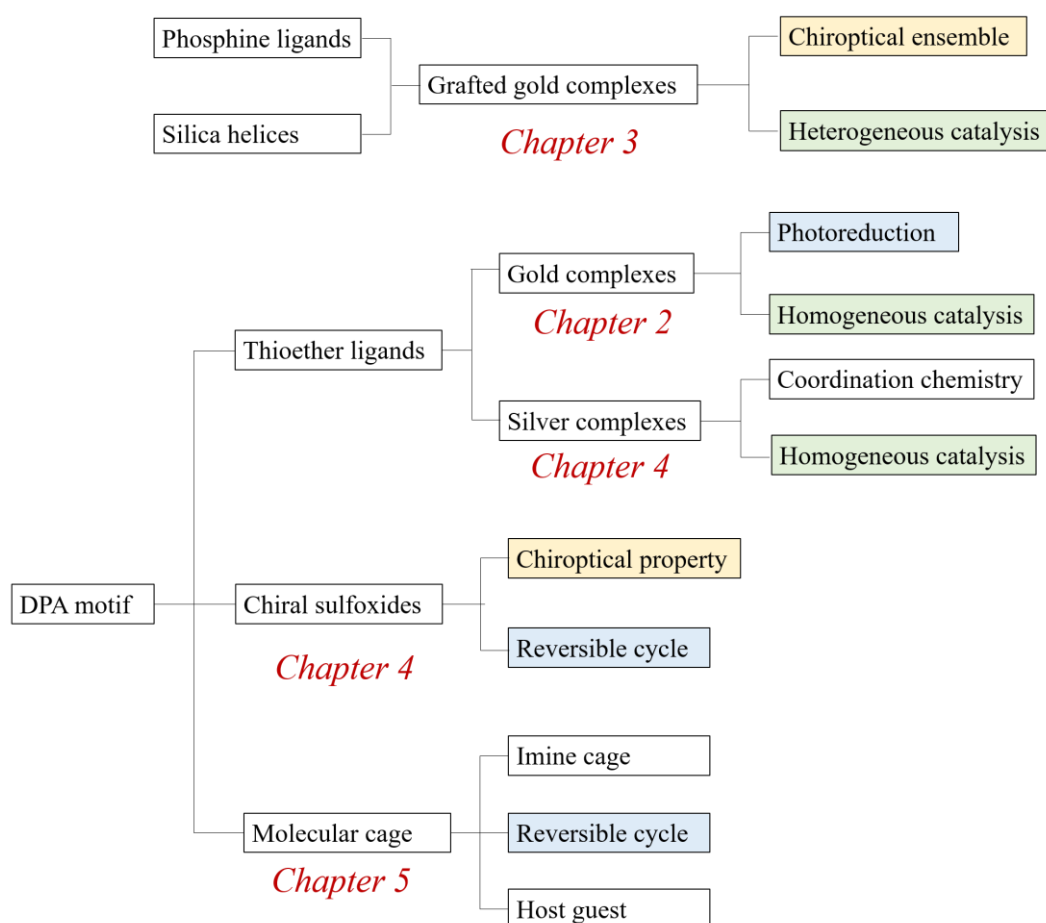 Phosphine ligands
Chiroptical ensemble
Grafted gold complexes
Silica helices
Heterogeneous catalysis
Chapter 3
Photoreduction
Gold complexes
Chapter 2
Homogeneous catalysis
Thioether ligands
Coordination chemistry
Silver complexes
Chapter 4
Homogeneous catalysis
Chiroptical property
DPA motif
Chiral sulfoxides
Reversible cycle
Chapter 4
Imine cage
Molecular cage
Reversible cycle
Chapter 5
Host guest